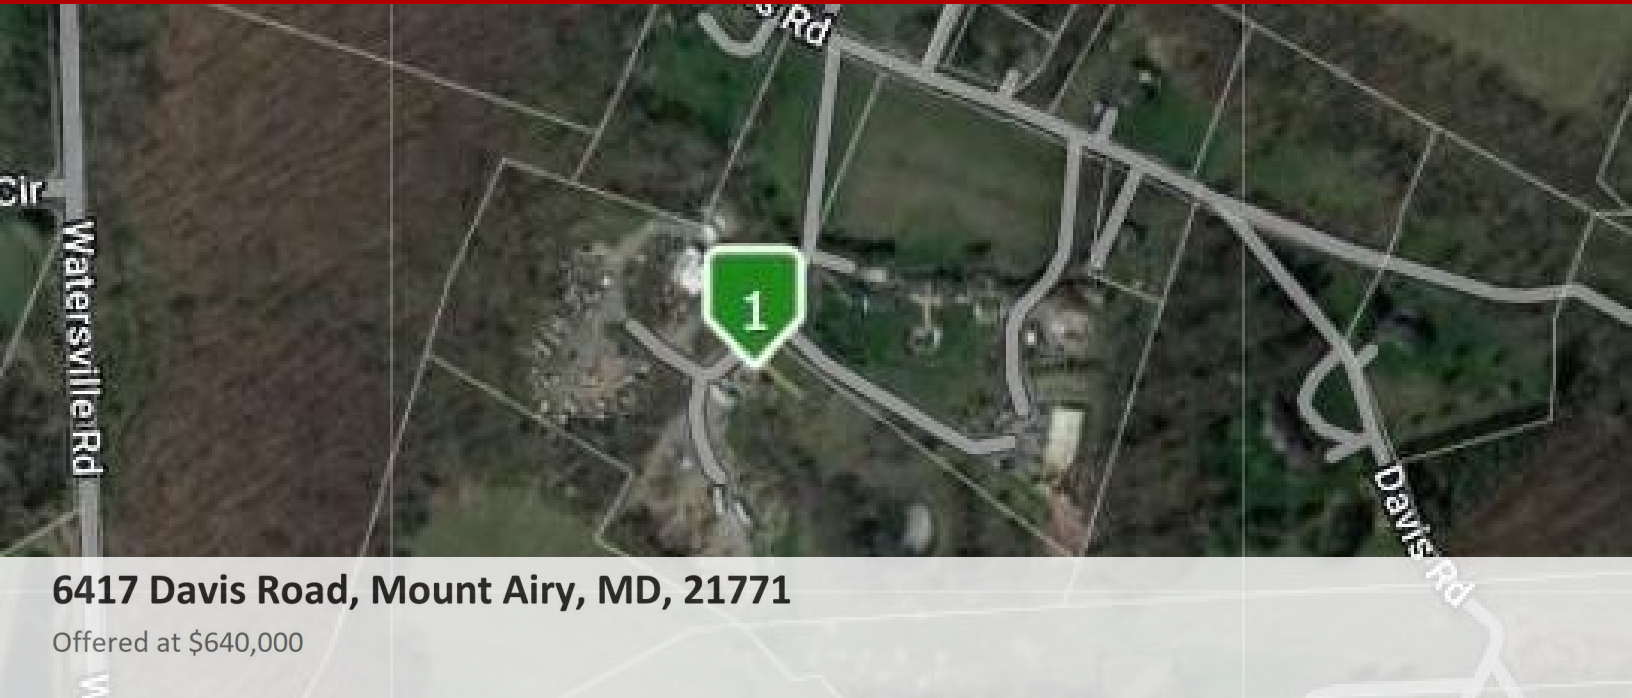 s Rd
Cir
Watersville Rd
1
Davis Rd
6417 Davis Road, Mount Airy, MD, 21771
Offered at $640,000
W